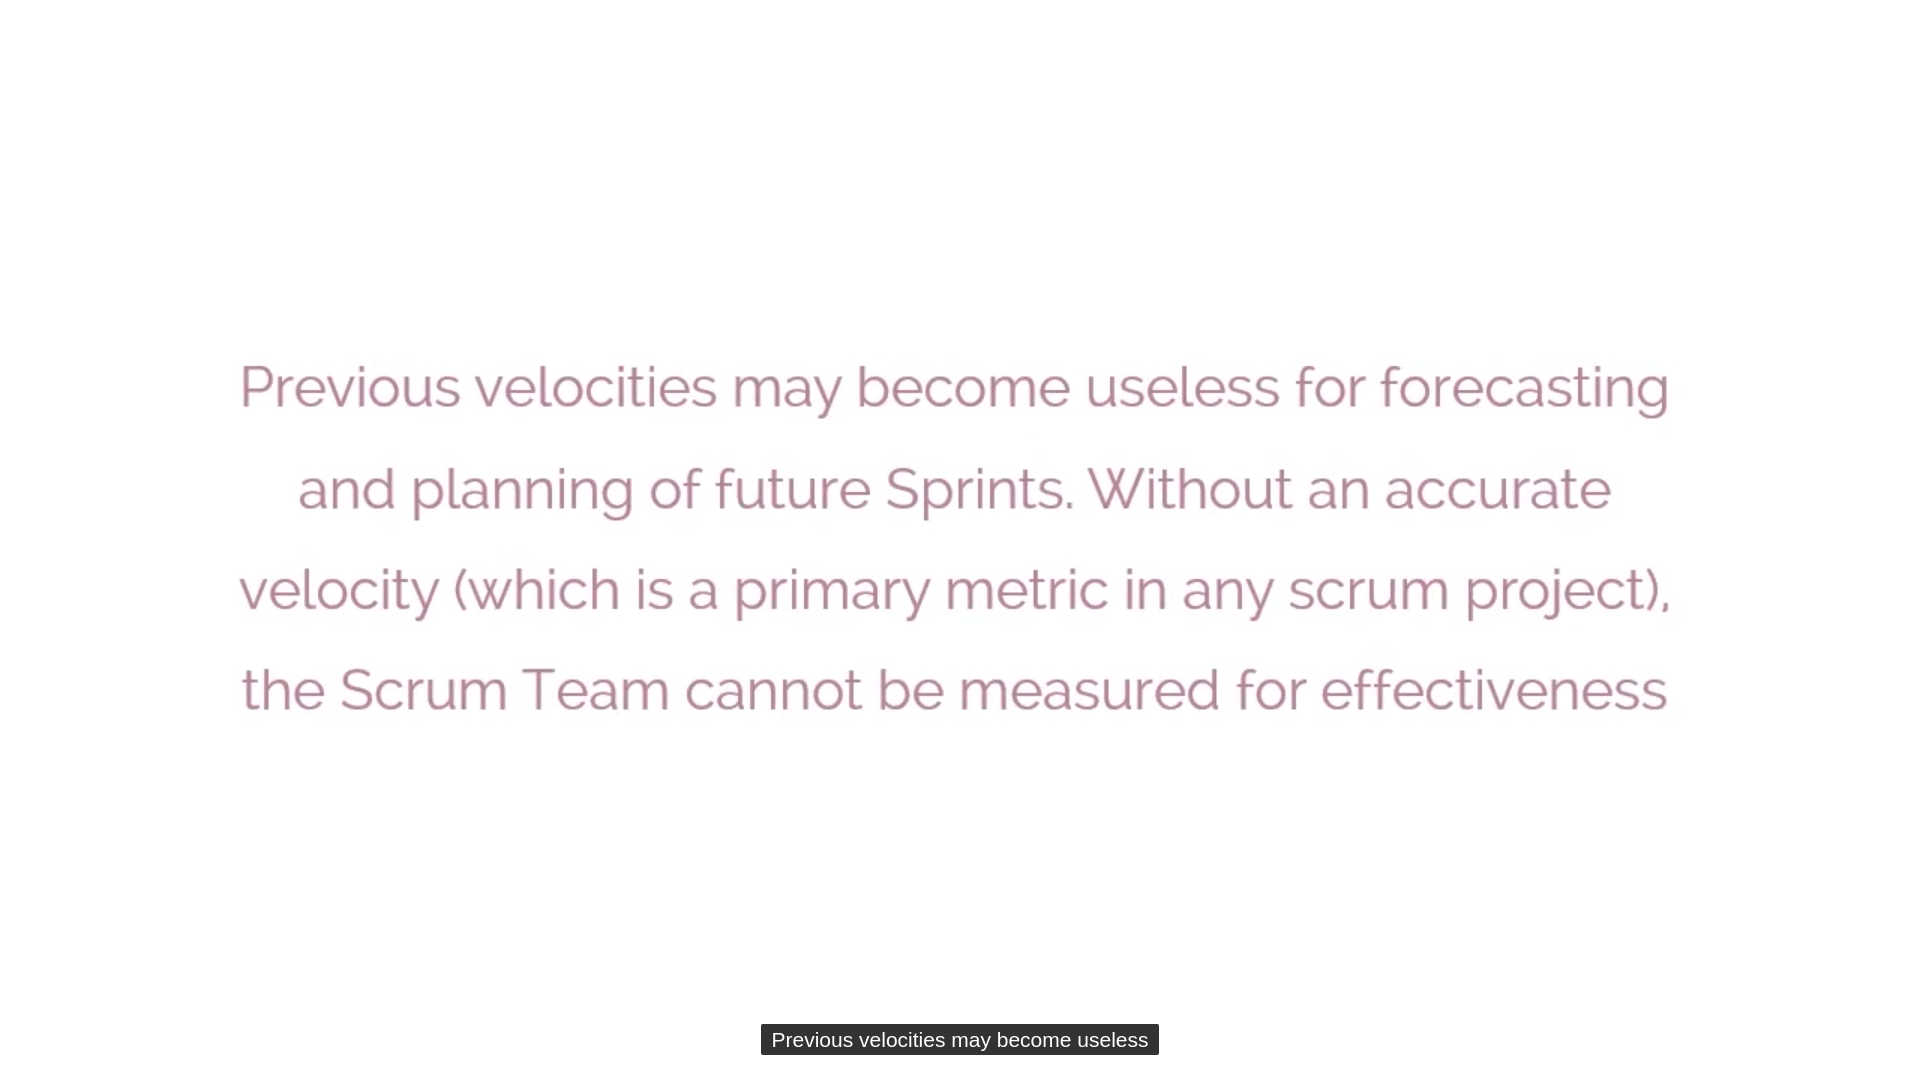 Previous velocities may become useless for forecasting
and planning of future Sprints. Without an accurate
velocity (which is a primary metric in any scrum project),
the Scrum Team cannot be measured for effectiveness
Previous velocities may become useless